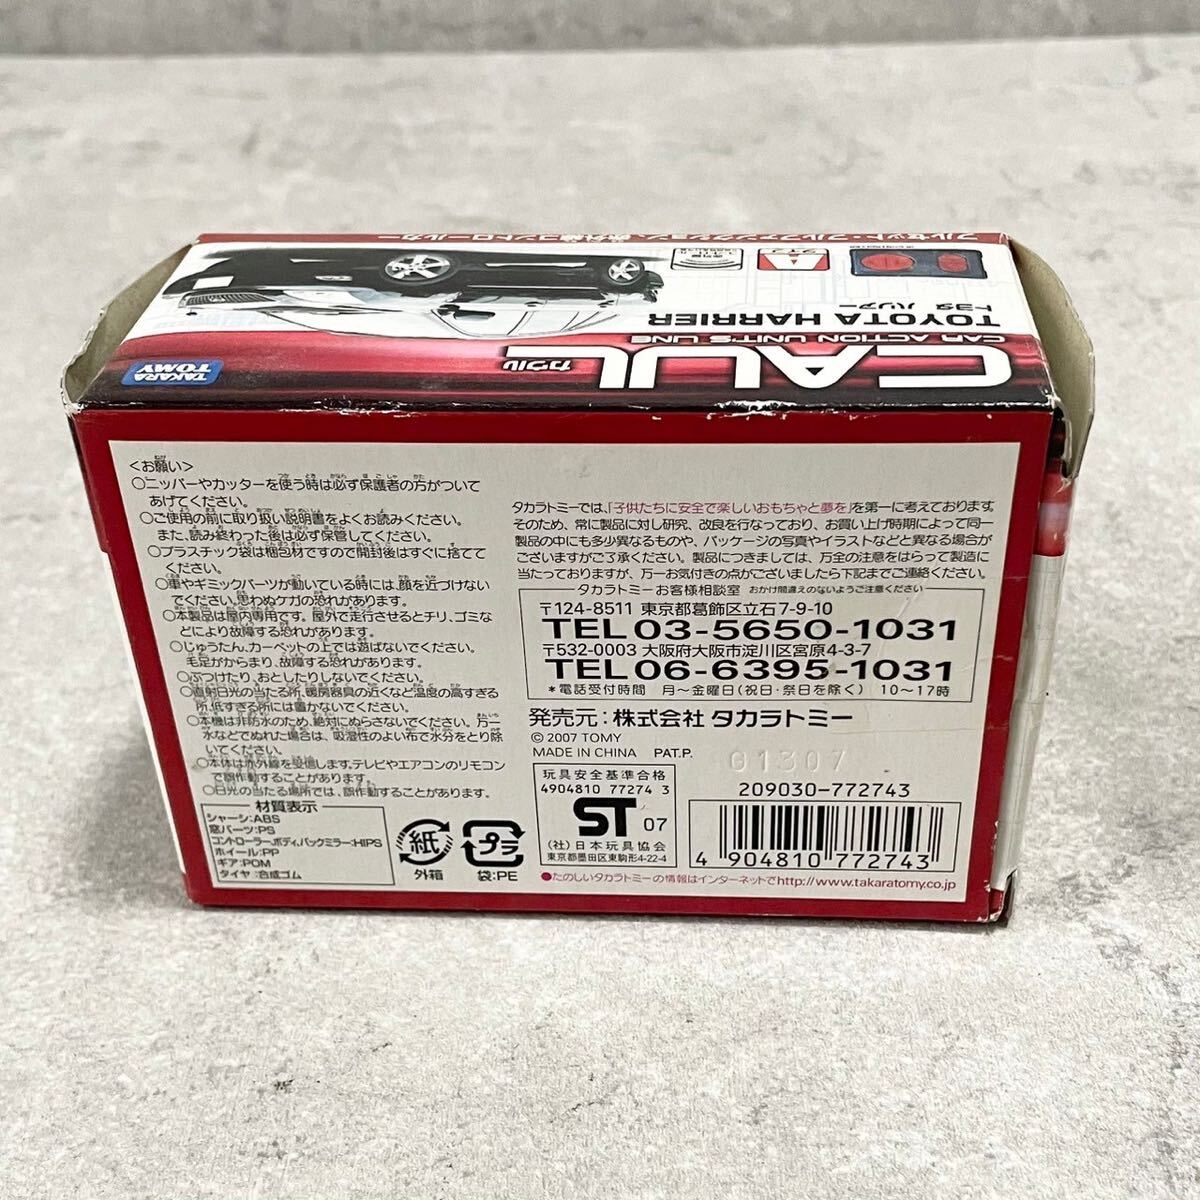 フルセット・フルファンクション、赤外線コントロールカー
トヨタ ハリアー
TOYOTA HARRIER
CAR ACTION UNIT'S LINE
CAUL
カウル
TAKARA TOMY
<お願い>
○ニッパーやカッターを使う時は必ず保護者の方がついて
あげてください。
○ご使用の前に取り扱い説明書をよくお読みください。
また、読み終わった後は必ず保管してください。
○プラスチック袋は梱包材ですので開封後はすぐに捨てて
ください。
○車やギミックパーツが動いている時には、顔を近づけない
でください。思わぬケガの恐れがあります。
○本製品は屋内専用です。屋外で走行させるとチリ、ゴミな
どにより故障する恐れがあります。
○じゅうたん、カーペットの上では遊ばないでください。
毛足がからまり、故障する恐れがあります。
○ぶつけたり、おとしたりしないでください。
○直射日光の当たる所、暖房器具の近くなど温度の高すぎる
所、低すぎる所には置かないでください。
○本機は非防水のため、絶対にぬらさないでください。万一
水などでぬれた場合は、吸湿性のよい布で水分をとり除
いてください。
○本体は赤外線を受信します。テレビやエアコンのリモコン
で誤作動することがあります。
○日光の当たる場所では、誤作動することがあります。
材質表示
シャーシ:ABS
窓パーツ:PS
コントローラーボディ、バックミラー:HIPS
ホイール:PP
ギア:POM
タイヤ:合成ゴム
紙
外箱
プラ
袋:PE
タカラトミーでは、「子供たちに安全で楽しいおもちゃと夢を」を第一に考えております。
そのため、常に製品に対し研究、改良を行なっており、お買い上げ時期によって同一
製品の中にも多少異なるものや、パッケージの写真やイラストなどと異なる場合が
ございますがご了承ください。製品につきましては、万全の注意をはらって製造に
当たっておりますが、万一お気付きの点がございましたら下記までご連絡ください。
タカラトミーお客様相談室 おかけ間違えのないようご注意ください
〒124-8511 東京都葛飾区立石7-9-10
TEL 03-5650-1031
〒532-0003 大阪府大阪市淀川区宮原4-3-7
TEL 06-6395-1031
*電話受付時間 月～金曜日(祝日・祭日を除く) 10～17時
発売元:株式会社 タカラトミー
© 2007 TOMY
MADE IN CHINA PAT.P.
01307
玩具安全基準合格
4904810 77274 3
ST 07
(社)日本玩具協会
東京都墨田区東駒形4-22-4
209030-772743
4 904810 772743
●たのしいタカラトミーの情報はインターネットでhttp://www.takaratomy.co.jp